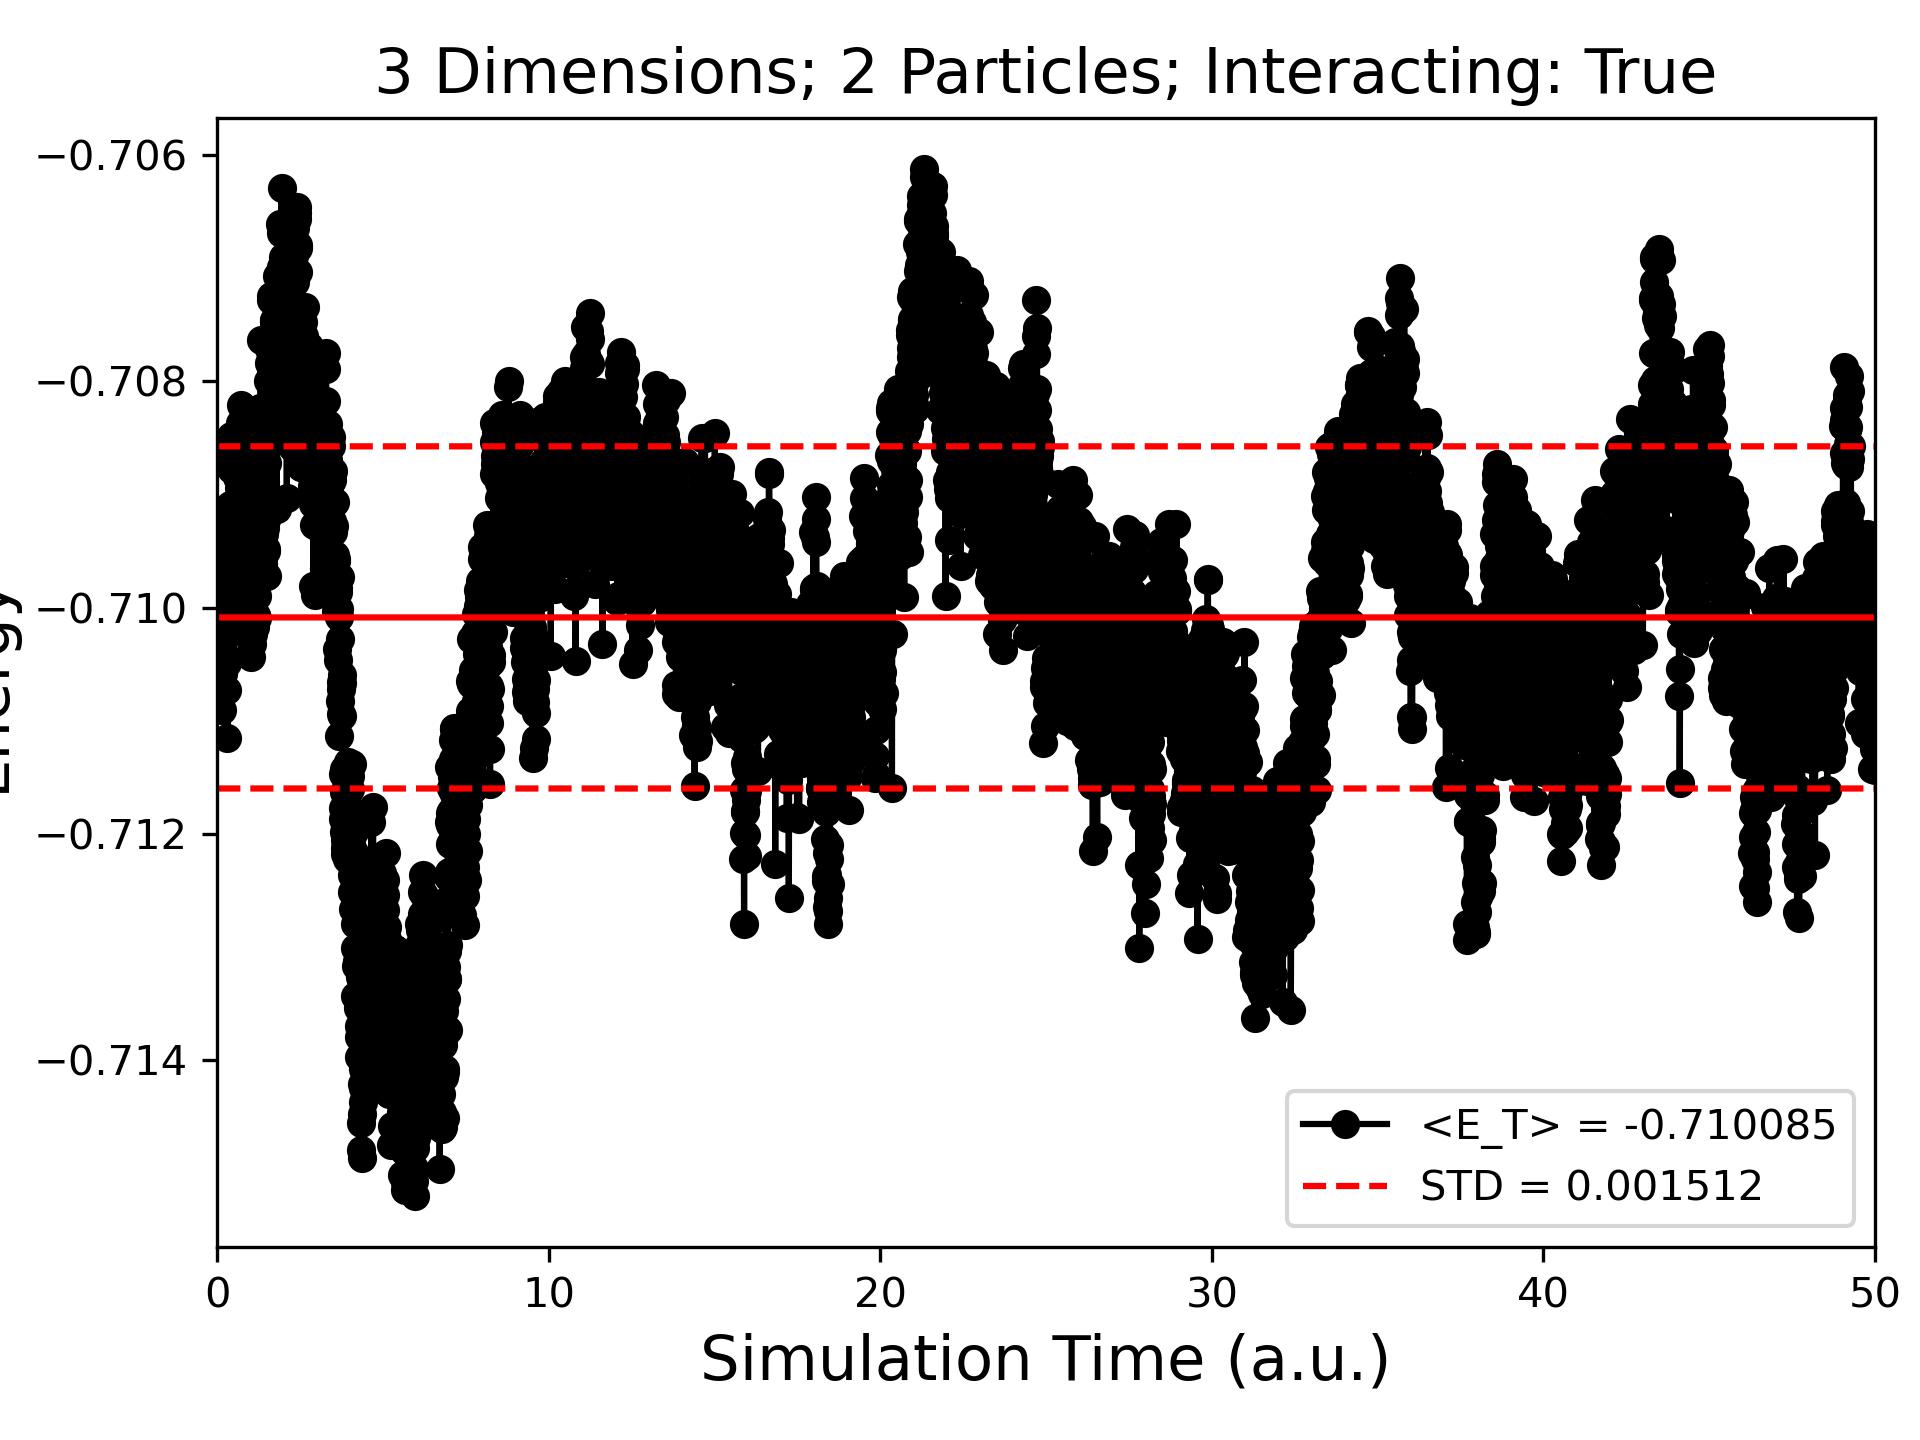 3 Dimensions; 2 Particles; Interacting: True
−0.706
−0.708
−0.710
−0.712
−0.714
Energy
<E_T> = -0.710085
STD = 0.001512
0 10 20 30 40 50
Simulation Time (a.u.)